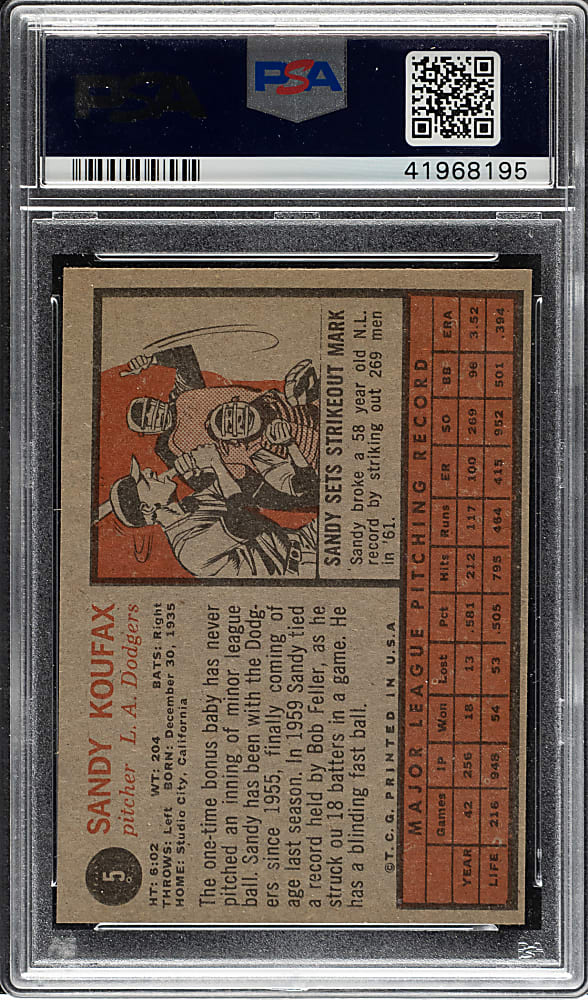 PSA
PSA
41968195
5
SANDY KOUFAX
pitcher L. A. Dodgers
HT: 6:02 WT: 204 BATS: Right
THROWS: Left BORN: December 30, 1935
HOME: Studio City, California
The one-time bonus baby has never
pitched an inning of minor league
ball. Sandy has been with the Dodg-
ers since 1955, finally coming of
age last season. In 1959 Sandy tied
a record held by Bob Feller, as he
struck ou 18 batters in a game. He
has a blinding fast ball.
©T.C.G. PRINTED IN U.S.A
SANDY SETS STRIKEOUT MARK
Sandy broke a 58 year old N.L.
record by striking out 269 men
in '61.
MAJOR LEAGUE PITCHING RECORD
Games IP Won Lost Pct Hits Runs ER SO BB ERA
YEAR 42 256 18 13 .581 212 117 100 269 96 3.52
LIFE 216 948 54 53 .505 795 464 415 952 501 .394